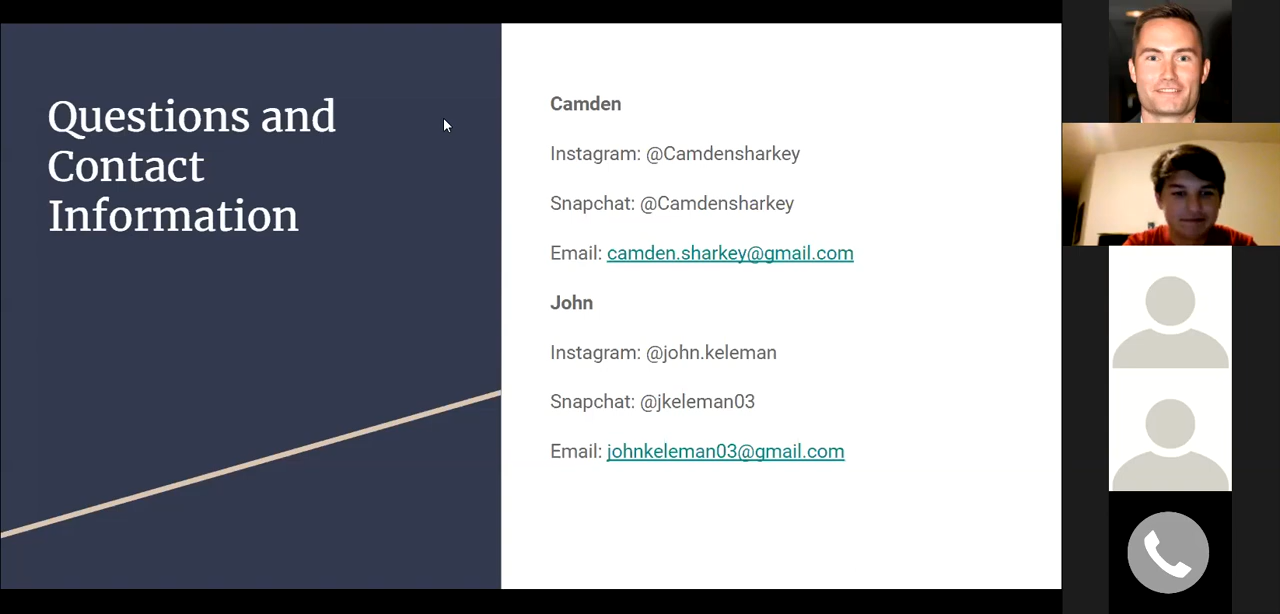 Questions and
Contact
Information
Camden
Instagram: @Camdensharkey
Snapchat: @Camdensharkey
Email: camden.sharkey@gmail.com
John
Instagram: @john.keleman
Snapchat: @jkeleman03
Email: johnkeleman03@gmail.com